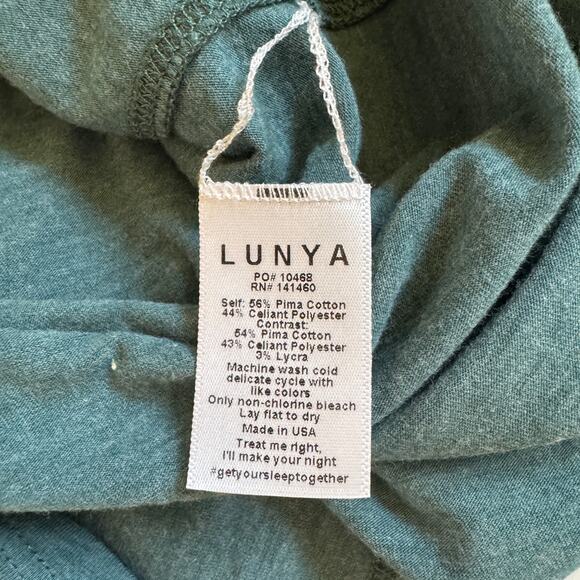 LUNYA
PO# 10468
RN# 141460
Self: 56% Pima Cotton
44% Celiant Polyester
Contrast:
54% Pima Cotton
43% Celiant Polyester
3% Lycra
Machine wash cold
delicate cycle with
like colors
Only non-chlorine bleach
Lay flat to dry
Made in USA
Treat me right,
I'll make your night
#getyoursleeptogether